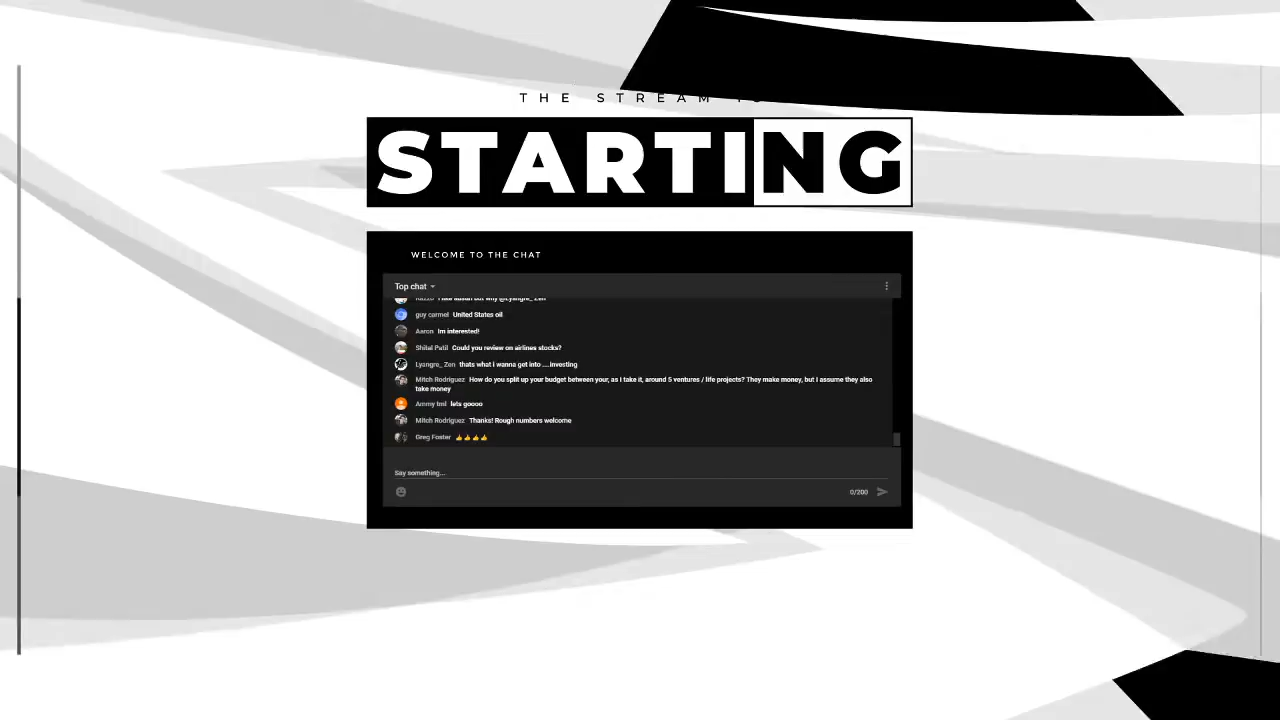 THE STREAM
STARTING
WELCOME TO THE CHAT
Top chat
guy carmel United States oil
Aaron Im interested!
Shital Patil Could you review on airlines stocks?
Lyangre_ Zen thats what i wanna get into ....investing
Mitch Rodriguez How do you split up your budget between your, as I take it, around 5 ventures / life projects? They make money, but I assume they also
take money
Ammy tml lets goooo
Mitch Rodriguez Thanks! Rough numbers welcome
Greg Foster 👍👍👍👍
Say something...
0/200